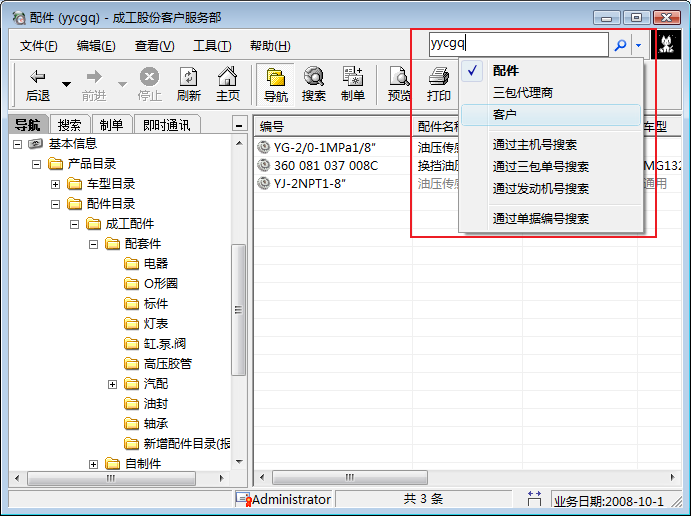 配件 (yycgq) - 成工股份客户服务部
文件(F) 编辑(E) 查看(V) 工具(T) 帮助(H)
yycgq
后退 前进 停止 刷新 主页 导航 搜索 制单 预览 打印
配件
三包代理商
客户
通过主机号搜索
通过三包单号搜索
通过发动机号搜索
通过单据编号搜索
导航 搜索 制单 即时通讯
基本信息
产品目录
车型目录
配件目录
成工配件
配套件
电器
O形圈
标件
灯表
缸.泵.阀
高压胶管
汽配
油封
轴承
新增配件目录(报
自制件
编号 配件名称 车型
YG-2/0-1MPa1/8" 油压传感
360 081 037 008C 换挡油压 MG132
YJ-2NPT1-8" 油压传感 通用
Administrator 共 3 条 业务日期:2008-10-1